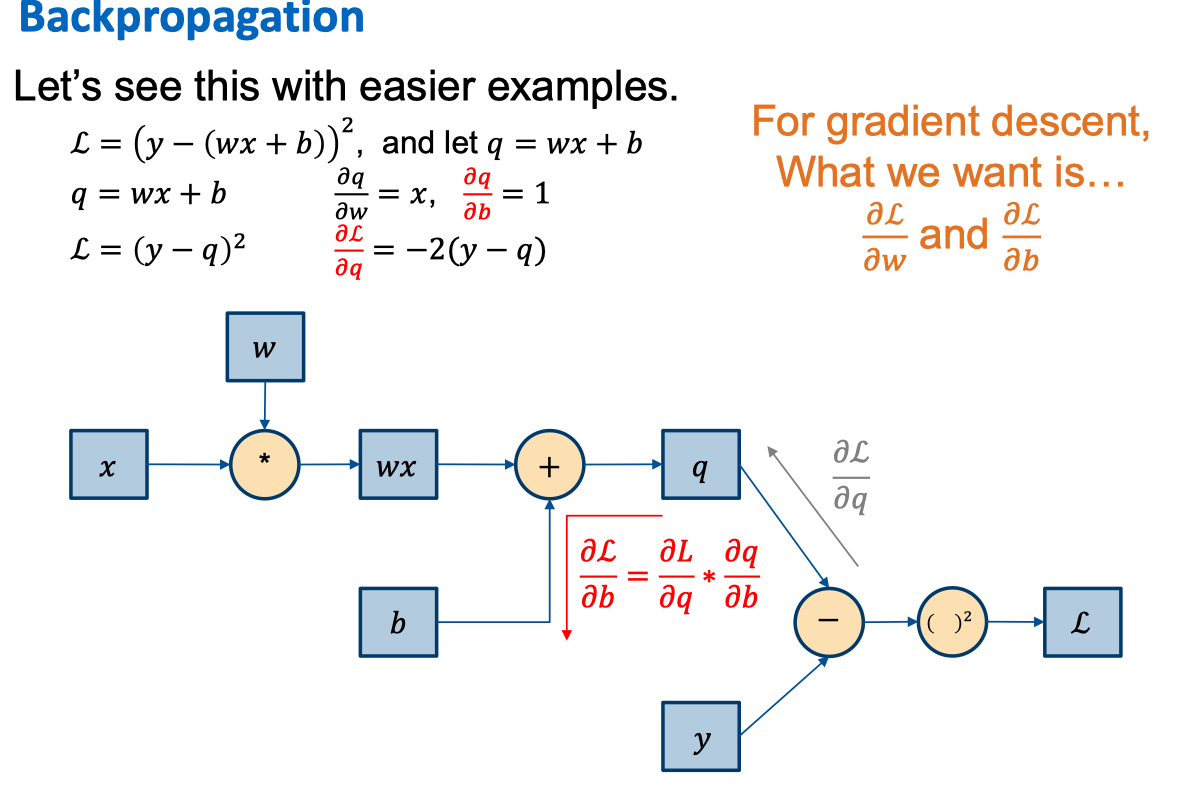 Backpropagation
Let's see this with easier examples.
ℒ = (y − (wx + b))², and let q = wx + b
q = wx + b ∂q/∂w = x, ∂q/∂b = 1
ℒ = (y − q)² ∂ℒ/∂q = −2(y − q)
For gradient descent,
What we want is...
∂ℒ/∂w and ∂ℒ/∂b
w
x * wx + q
∂ℒ/∂q
∂ℒ/∂b = ∂L/∂q * ∂q/∂b
b − ( )² ℒ
y